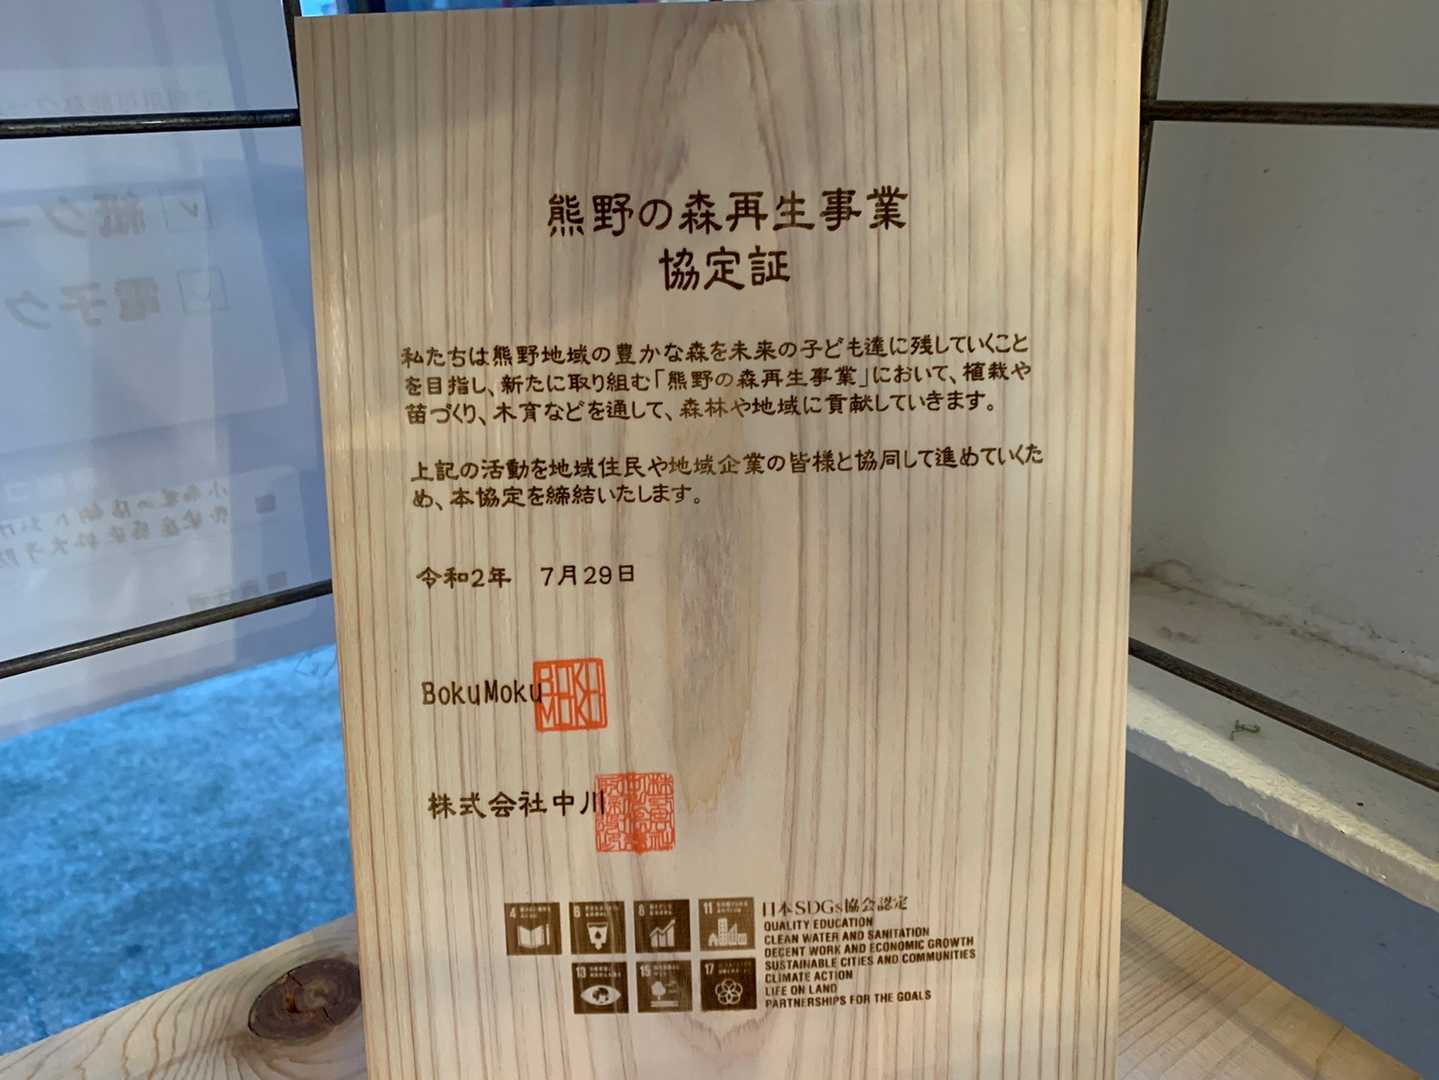 熊野の森再生事業
協定証
私たちは熊野地域の豊かな森を未来の子ども達に残していくこと
を目指し、新たに取り組む「熊野の森再生事業」において、植栽や
苗づくり、木育などを通して、森林や地域に貢献していきます。
上記の活動を地域住民や地域企業の皆様と協同して進めていくた
め、本協定を締結いたします。
令和2年 7月29日
BokuMoku
BOKU
MOKU
株式会社中川
4
6
8
11
13
15
17
日本SDGs協会認定
QUALITY EDUCATION
CLEAN WATER AND SANITATION
DECENT WORK AND ECONOMIC GROWTH
SUSTAINABLE CITIES AND COMMUNITIES
CLIMATE ACTION
LIFE ON LAND
PARTNERSHIPS FOR THE GOALS